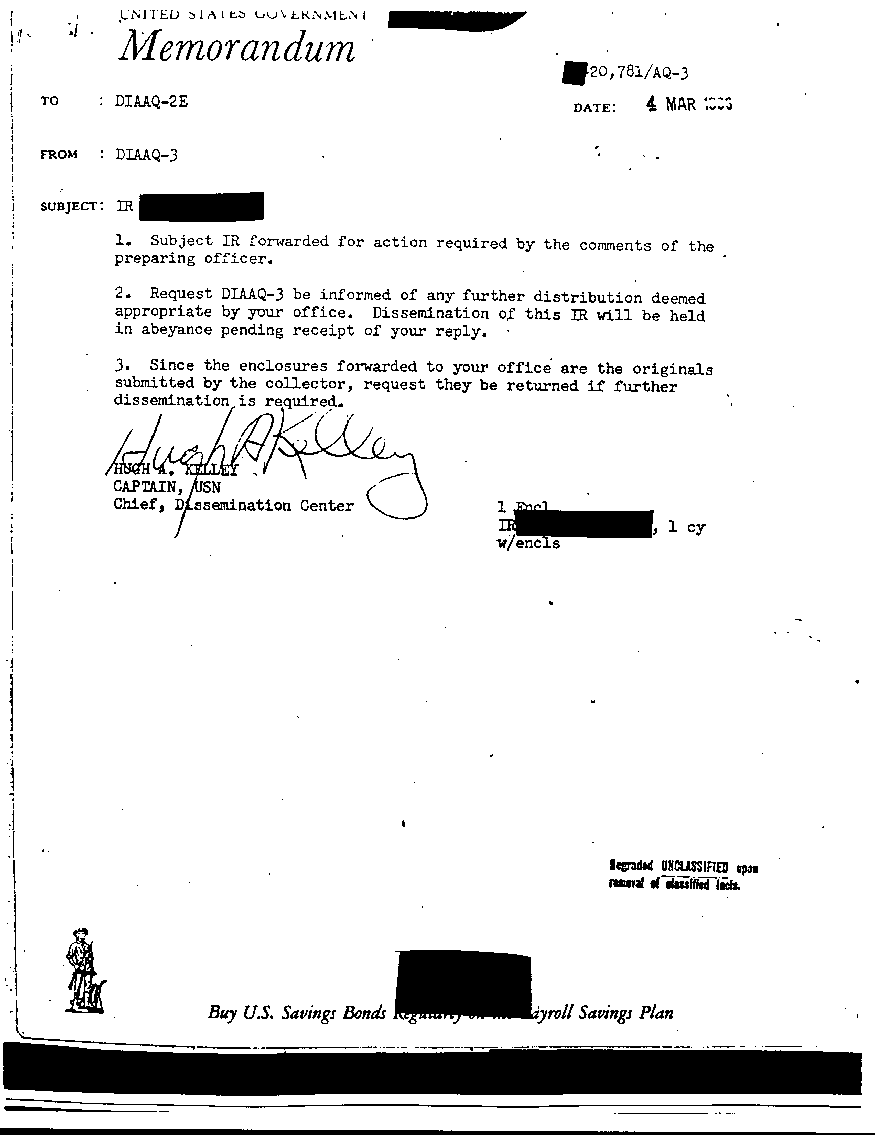 UNITED STATES GOVERNMENT
Memorandum
20,781/AQ-3
TO : DIAAQ-2E
DATE: 4 MAR
FROM : DIAAQ-3
SUBJECT: IR
1. Subject IR forwarded for action required by the comments of the
preparing officer.
2. Request DIAAQ-3 be informed of any further distribution deemed
appropriate by your office. Dissemination of this IR will be held
in abeyance pending receipt of your reply.
3. Since the enclosures forwarded to your office are the originals
submitted by the collector, request they be returned if further
dissemination is required.
Hugh A Kelley
HUGH A. KELLEY
CAPTAIN, USN
Chief, Dissemination Center
1 Encl
IR , 1 cy
w/encls
Regraded UNCLASSIFIED upon
removal of classified incls.
Buy U.S. Savings Bonds Regularly on the Payroll Savings Plan